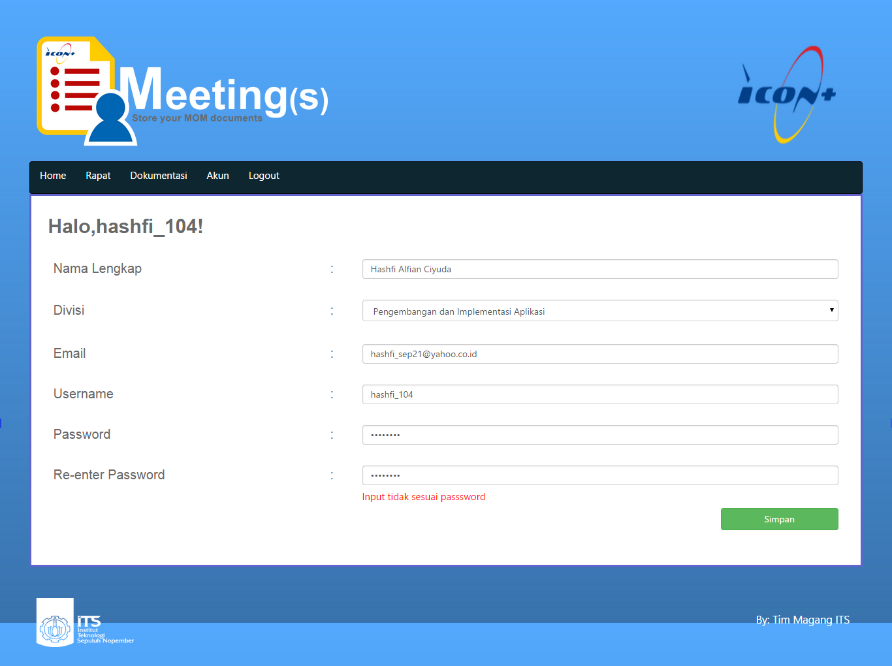 icon+
Meeting(s)
Store your MOM documents
icon+
Home Rapat Dokumentasi Akun Logout
Halo,hashfi_104!
Nama Lengkap : Hashfi Alfian Ciyuda
Divisi : Pengembangan dan Implementasi Aplikasi
Email : hashfi_sep21@yahoo.co.id
Username : hashfi_104
Password : ••••••••
Re-enter Password : ••••••••
Input tidak sesuai passsword
Simpan
iTS
Institut
Teknologi
Sepuluh Nopember
By: Tim Magang ITS